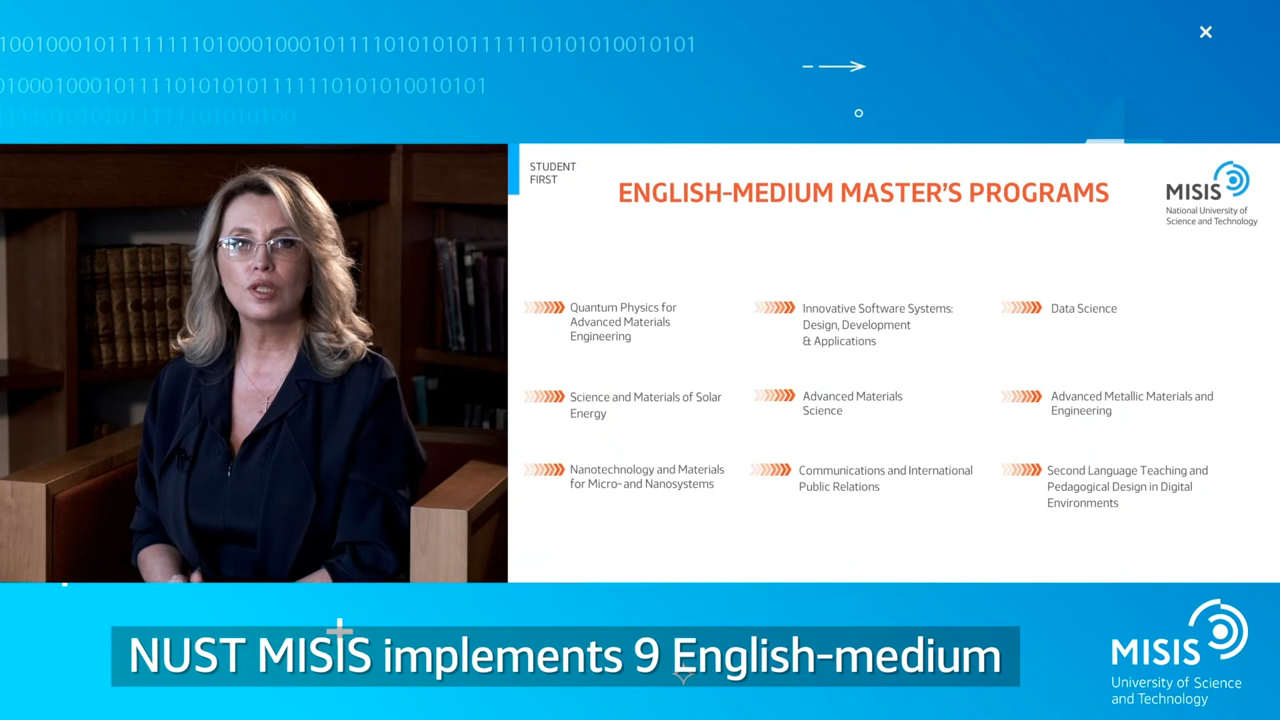 1001000101111111101000100010111101010101111110101010010101
01000100010111101010101111110101010010101
STUDENT
FIRST
ENGLISH-MEDIUM MASTER'S PROGRAMS
MISIS
National University of
Science and Technology
Quantum Physics for
Advanced Materials
Engineering
Innovative Software Systems:
Design, Development
& Applications
Data Science
Science and Materials of Solar
Energy
Advanced Materials
Science
Advanced Metallic Materials and
Engineering
Nanotechnology and Materials
for Micro- and Nanosystems
Communications and International
Public Relations
Second Language Teaching and
Pedagogical Design in Digital
Environments
NUST MISIS implements 9 English-medium
MISIS
University of Science
and Technology